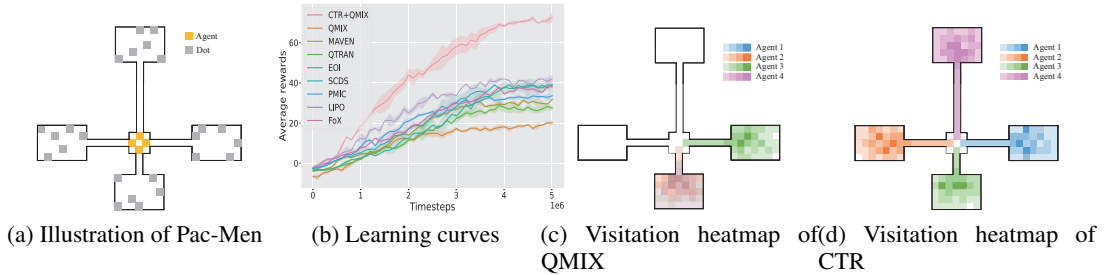 Agent
Dot
CTR+QMIX
QMIX
MAVEN
QTRAN
EOI
SCDS
PMIC
LIPO
FoX
Average rewards
60
40
20
0
0
1
2
3
4
5
1e6
Timesteps
Agent 1
Agent 2
Agent 3
Agent 4
Agent 1
Agent 2
Agent 3
Agent 4
(a) Illustration of Pac-Men
(b) Learning curves
(c) Visitation heatmap of
QMIX
(d) Visitation heatmap of
CTR